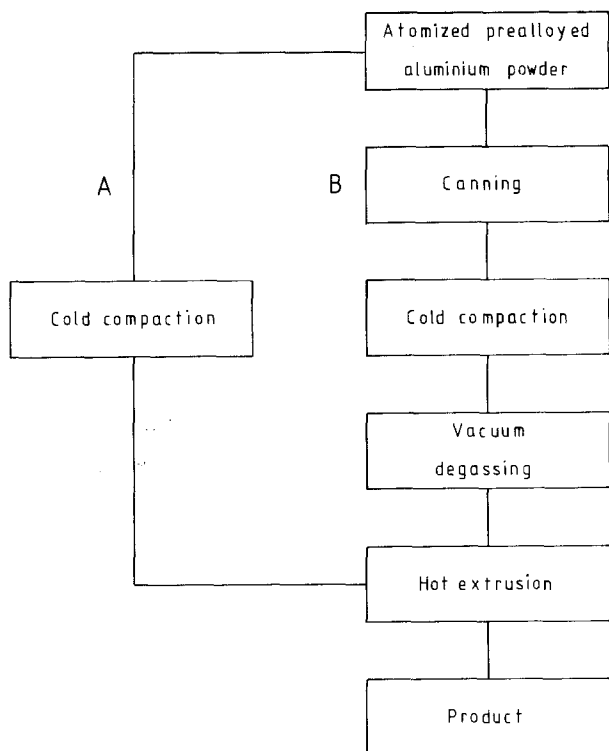 Atomized prealloyed
aluminium powder
A
B
Canning
Cold compaction
Cold compaction
Vacuum
degassing
Hot extrusion
Product